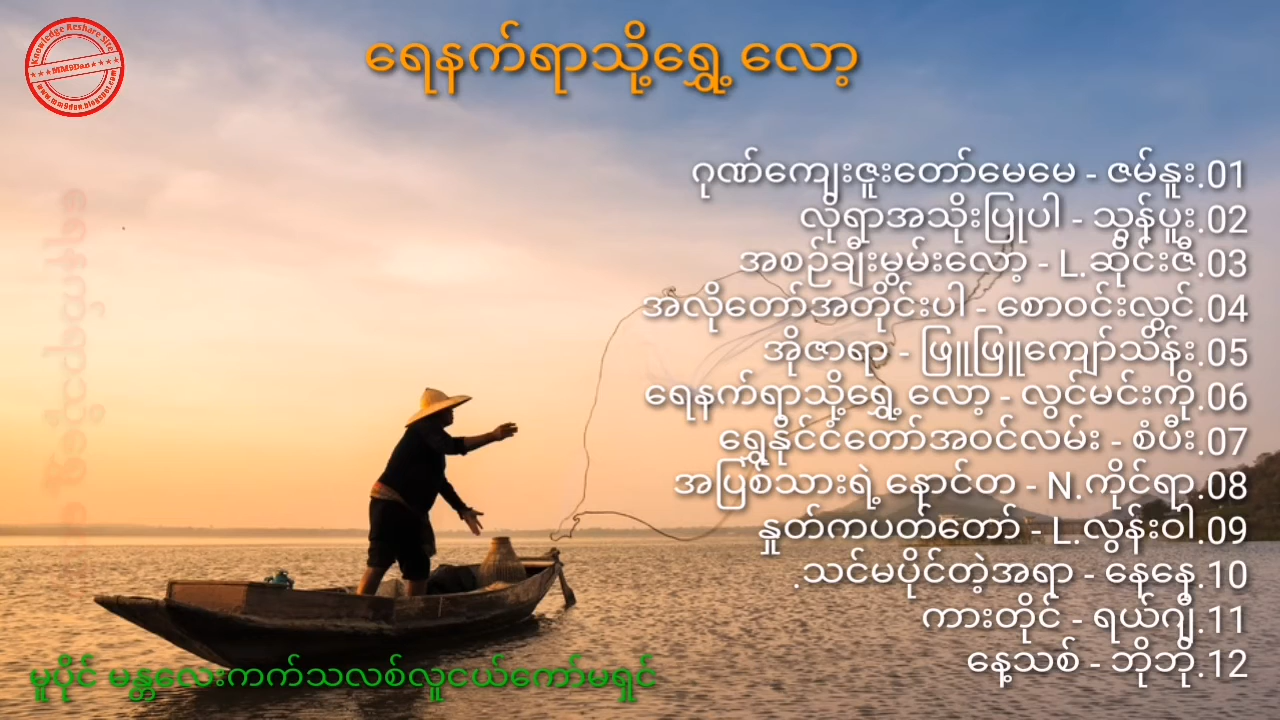 Knowledge Reshare Site
MM9Dan
www.mm9dan.blogspot.com
ရေနက်ရာသို့ရွှေ့လော့
ဂုဏ်ကျေးဇူးတော်မေမေ - ဇမ်နူး.01
လိုရာအသုံးပြုပါ - သွန်ပူး.02
အစဉ်ချီးမွမ်းလော့ - L.ဆိုင်းဇီ.03
အလိုတော်အတိုင်းပါ - စောဝင်းလွင်.04
အိုဇာရာ - ဖြူဖြူကျော်သိန်း.05
ရေနက်ရာသို့ရွှေ့လော့ - လွင်မင်းကို.06
ရွှေနိုင်ငံတော်အဝင်လမ်း - စံပီး.07
အပြစ်သားရဲ့နောင်တ - N.ကိုင်ရာ.08
နှုတ်ကပတ်တော် - L.လွန်းဝါ.09
.သင်မပိုင်တဲ့အရာ - နေနေ.10
ကားတိုင် - ရယ်ဂျီ.11
နေ့သစ် - ဘိုဘို.12
မူပိုင် မန္တလေးကက်သလစ်လူငယ်ကော်မရှင်